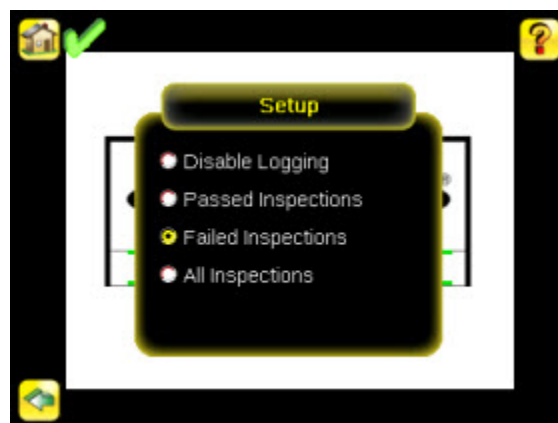 Setup
Disable Logging
Passed Inspections
Failed Inspections
All Inspections